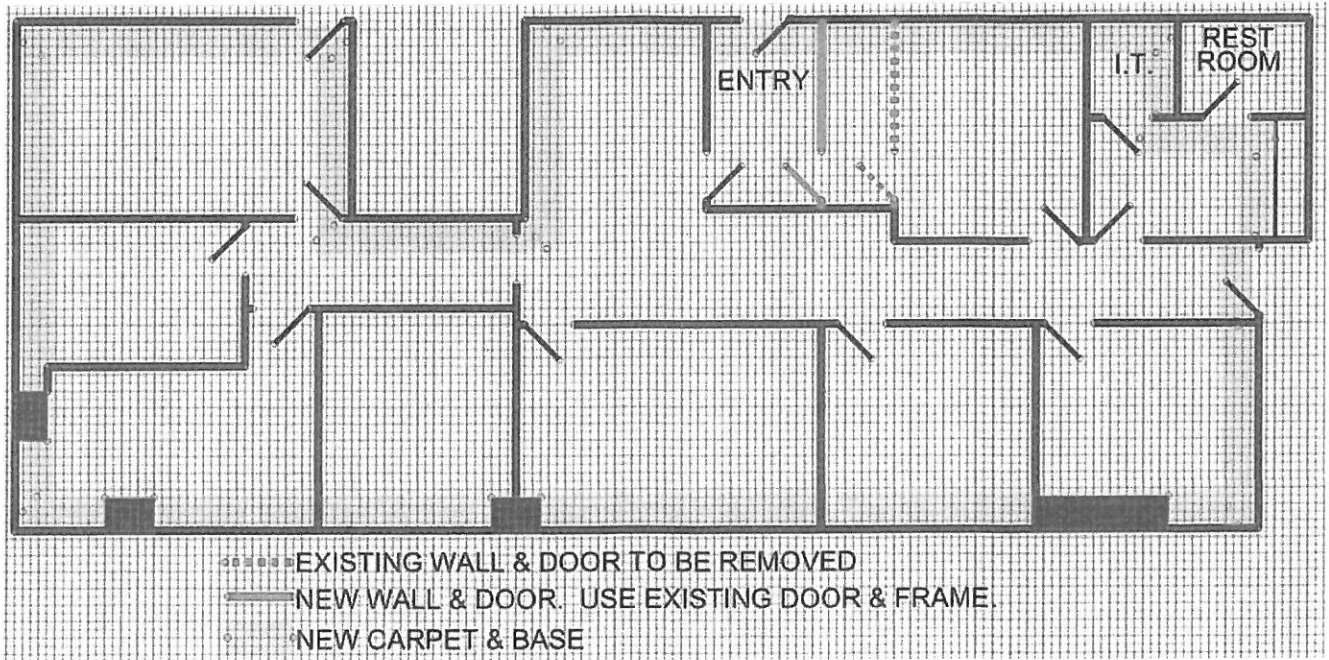 ENTRY
I.T.
REST
ROOM
EXISTING WALL & DOOR TO BE REMOVED
NEW WALL & DOOR. USE EXISTING DOOR & FRAME.
NEW CARPET & BASE